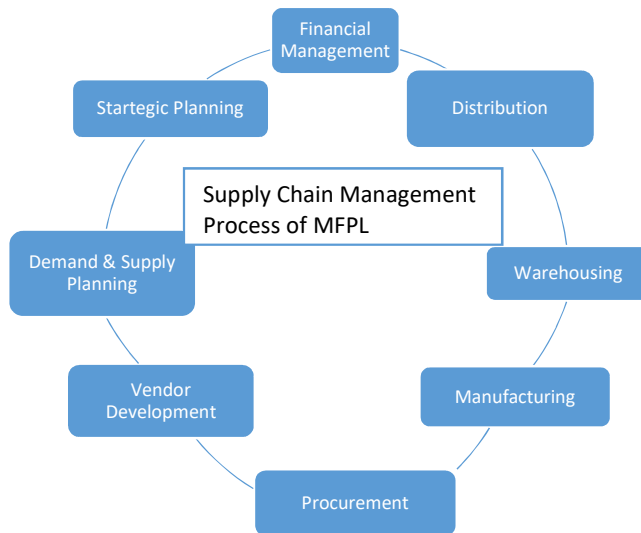 Financial
Management
Startegic Planning
Distribution
Supply Chain Management
Process of MFPL
Demand & Supply
Planning
Warehousing
Vendor
Development
Manufacturing
Procurement